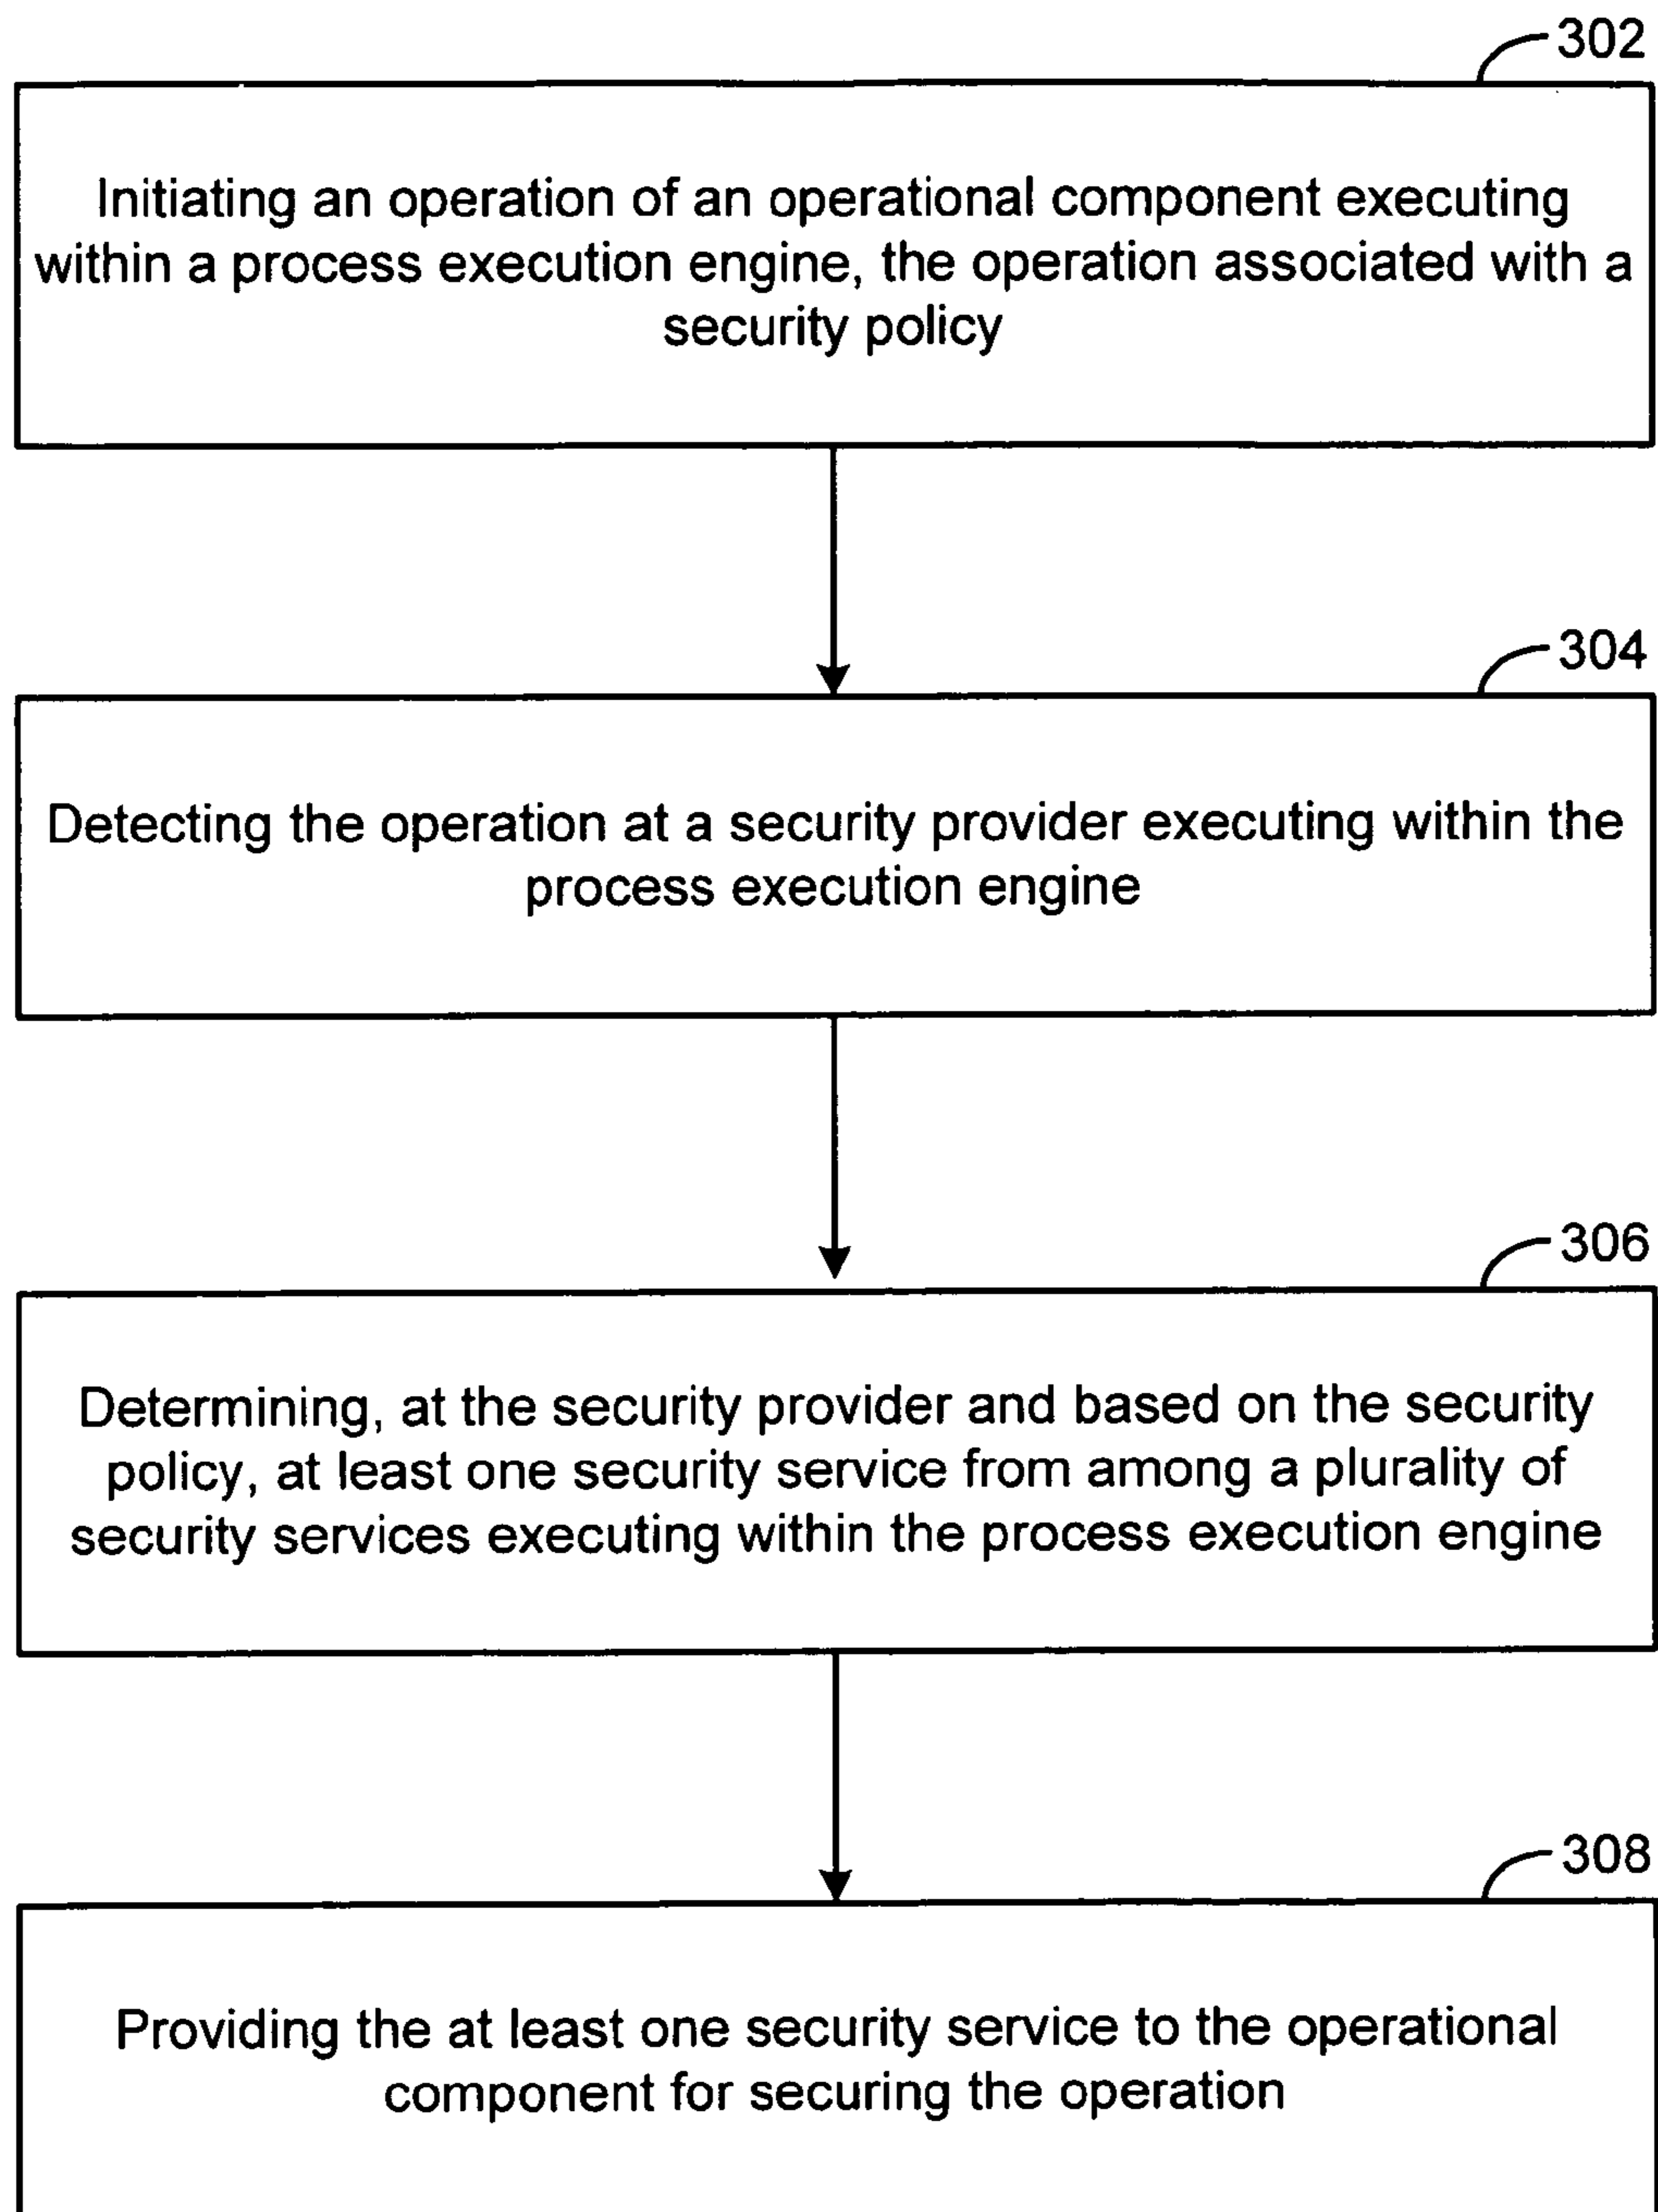 302
Initiating an operation of an operational component executing
within a process execution engine, the operation associated with a
security policy
304
Detecting the operation at a security provider executing within the
process execution engine
306
Determining, at the security provider and based on the security
policy, at least one security service from among a plurality of
security services executing within the process execution engine
308
Providing the at least one security service to the operational
component for securing the operation